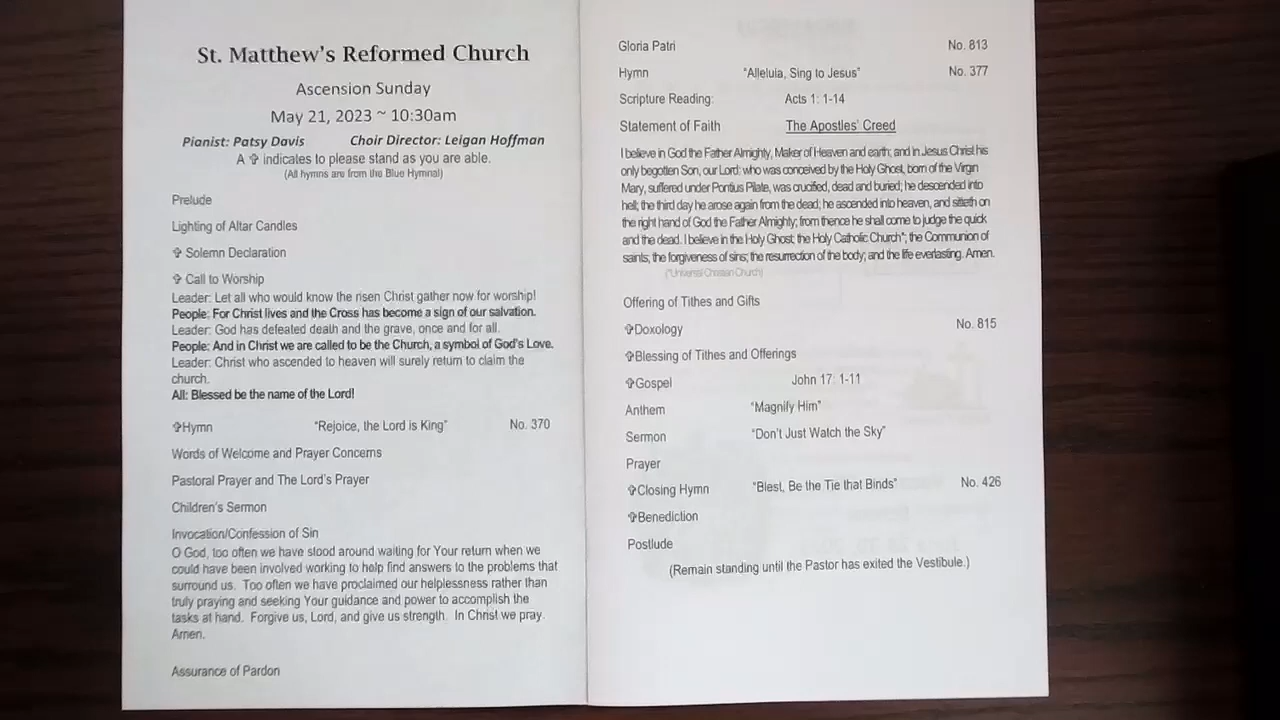 St. Matthew's Reformed Church
Ascension Sunday
May 21, 2023 ~ 10:30am
Pianist: Patsy Davis Choir Director: Leigan Hoffman
A ✞ indicates to please stand as you are able.
(All hymns are from the Blue Hymnal)
Prelude
Lighting of Altar Candles
✞ Solemn Declaration
✞ Call to Worship
Leader: Let all who would know the risen Christ gather now for worship!
People: For Christ lives and the Cross has become a sign of our salvation.
Leader: God has defeated death and the grave, once and for all.
People: And in Christ we are called to be the Church, a symbol of God's Love.
Leader: Christ who ascended to heaven will surely return to claim the
church.
All: Blessed be the name of the Lord!
✞Hymn "Rejoice, the Lord is King" No. 370
Words of Welcome and Prayer Concerns
Pastoral Prayer and The Lord's Prayer
Children's Sermon
Invocation/Confession of Sin
O God, too often we have stood around waiting for Your return when we
could have been involved working to help find answers to the problems that
surround us. Too often we have proclaimed our helplessness rather than
truly praying and seeking Your guidance and power to accomplish the
tasks at hand. Forgive us, Lord, and give us strength. In Christ we pray.
Amen.
Assurance of Pardon
Gloria Patri No. 813
Hymn "Alleluia, Sing to Jesus" No. 377
Scripture Reading: Acts 1: 1-14
Statement of Faith The Apostles' Creed
I believe in God the Father Almighty, Maker of Heaven and earth; and in Jesus Christ his
only begotten Son, our Lord: who was conceived by the Holy Ghost, born of the Virgin
Mary, suffered under Pontius Pilate, was crucified, dead and buried; he descended into
hell; the third day he arose again from the dead; he ascended into heaven, and sitteth on
the right hand of God the Father Almighty; from thence he shall come to judge the quick
and the dead. I believe in the Holy Ghost; the Holy Catholic Church*; the Communion of
saints; the forgiveness of sins; the resurrection of the body; and the life everlasting. Amen.
(*Universal Christian Church)
Offering of Tithes and Gifts
✞Doxology No. 815
✞Blessing of Tithes and Offerings
✞Gospel John 17: 1-11
Anthem "Magnify Him"
Sermon "Don't Just Watch the Sky"
Prayer
✞Closing Hymn "Blest, Be the Tie that Binds" No. 426
✞Benediction
Postlude
(Remain standing until the Pastor has exited the Vestibule.)